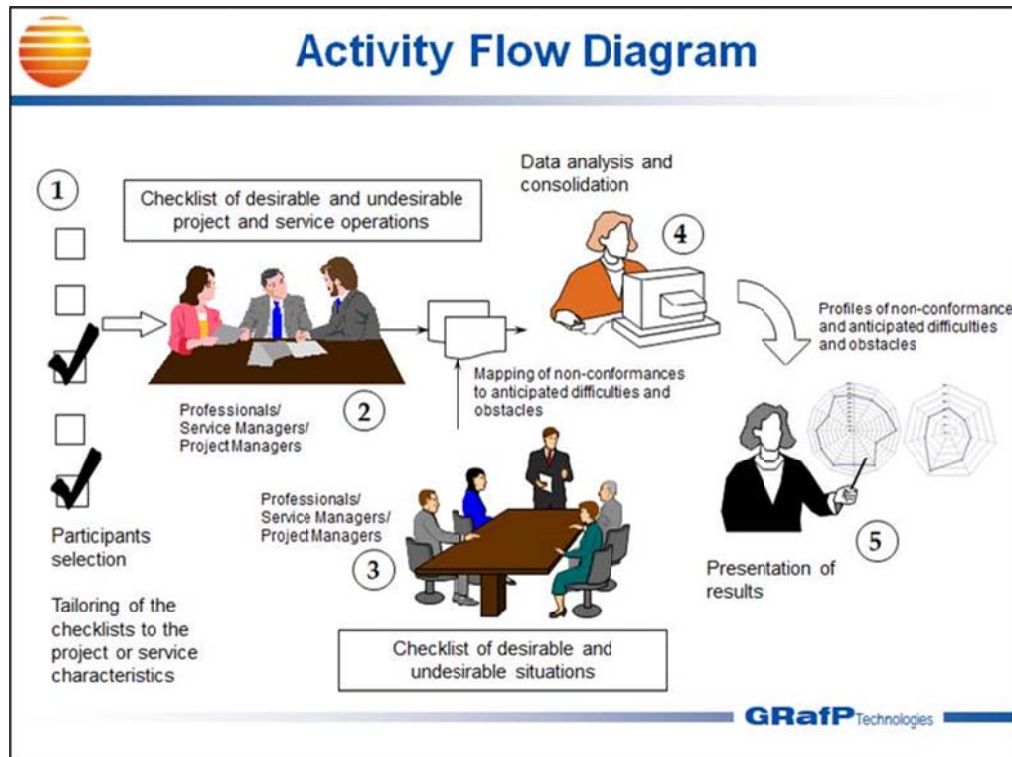 Activity Flow Diagram
1
Checklist of desirable and undesirable
project and service operations
Data analysis and
consolidation
4
Profiles of non-conformance
and anticipated difficulties
and obstacles
Mapping of non-conformances
to anticipated difficulties and
obstacles
Professionals/
Service Managers/
Project Managers
2
Professionals/
Service Managers/
Project Managers
3
5
Participants
selection
Presentation of
results
Tailoring of the
checklists to the
project or service
characteristics
Checklist of desirable and
undesirable situations
GRafP Technologies